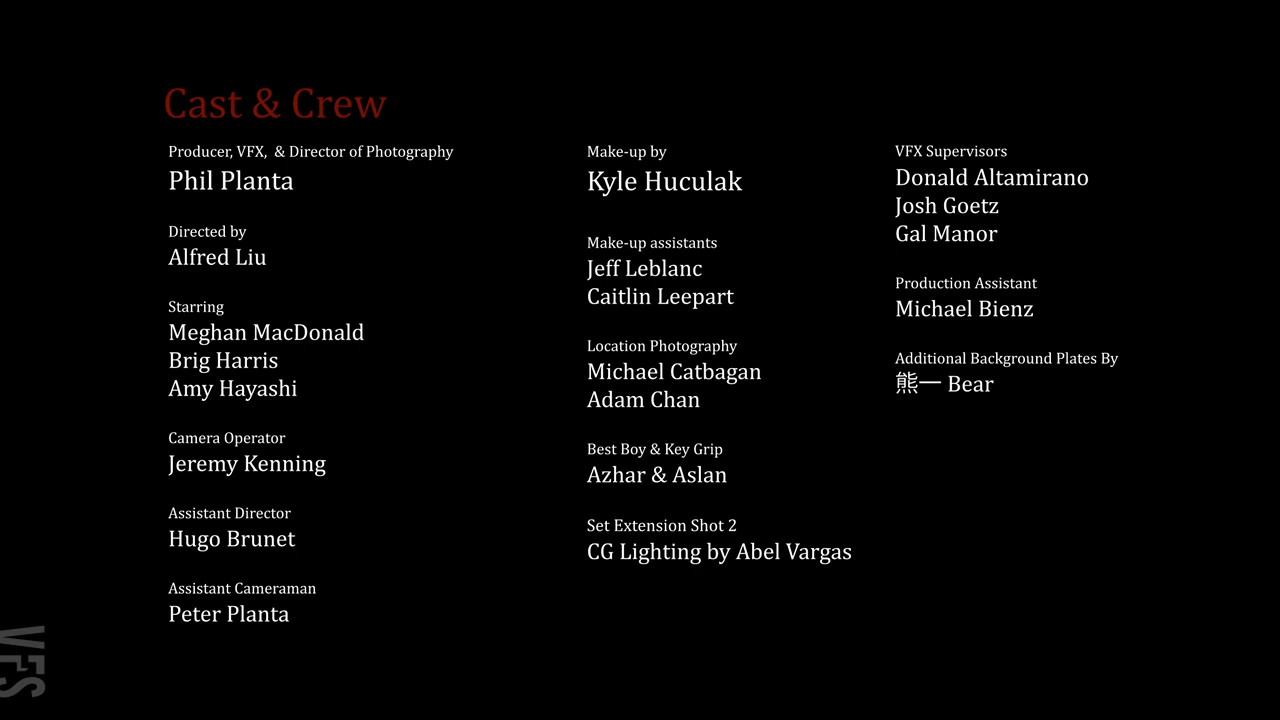 Cast & Crew
Producer, VFX, & Director of Photography
Phil Planta
Directed by
Alfred Liu
Starring
Meghan MacDonald
Brig Harris
Amy Hayashi
Camera Operator
Jeremy Kenning
Assistant Director
Hugo Brunet
Assistant Cameraman
Peter Planta
Make-up by
Kyle Huculak
Make-up assistants
Jeff Leblanc
Caitlin Leepart
Location Photography
Michael Catbagan
Adam Chan
Best Boy & Key Grip
Azhar & Aslan
Set Extension Shot 2
CG Lighting by Abel Vargas
VFX Supervisors
Donald Altamirano
Josh Goetz
Gal Manor
Production Assistant
Michael Bienz
Additional Background Plates By
熊一 Bear
VFS